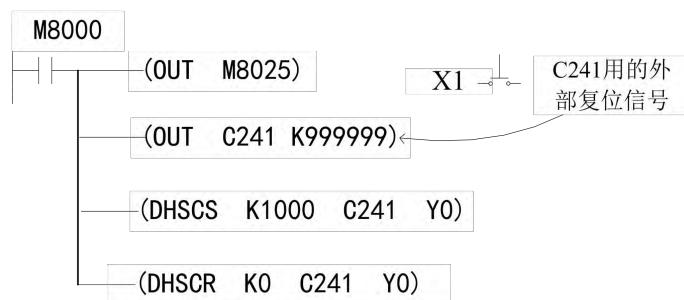 M8000
(OUT M8025)
X1
C241用的外
部复位信号
(OUT C241 K999999)
(DHSCS K1000 C241 Y0)
(DHSCR K0 C241 Y0)